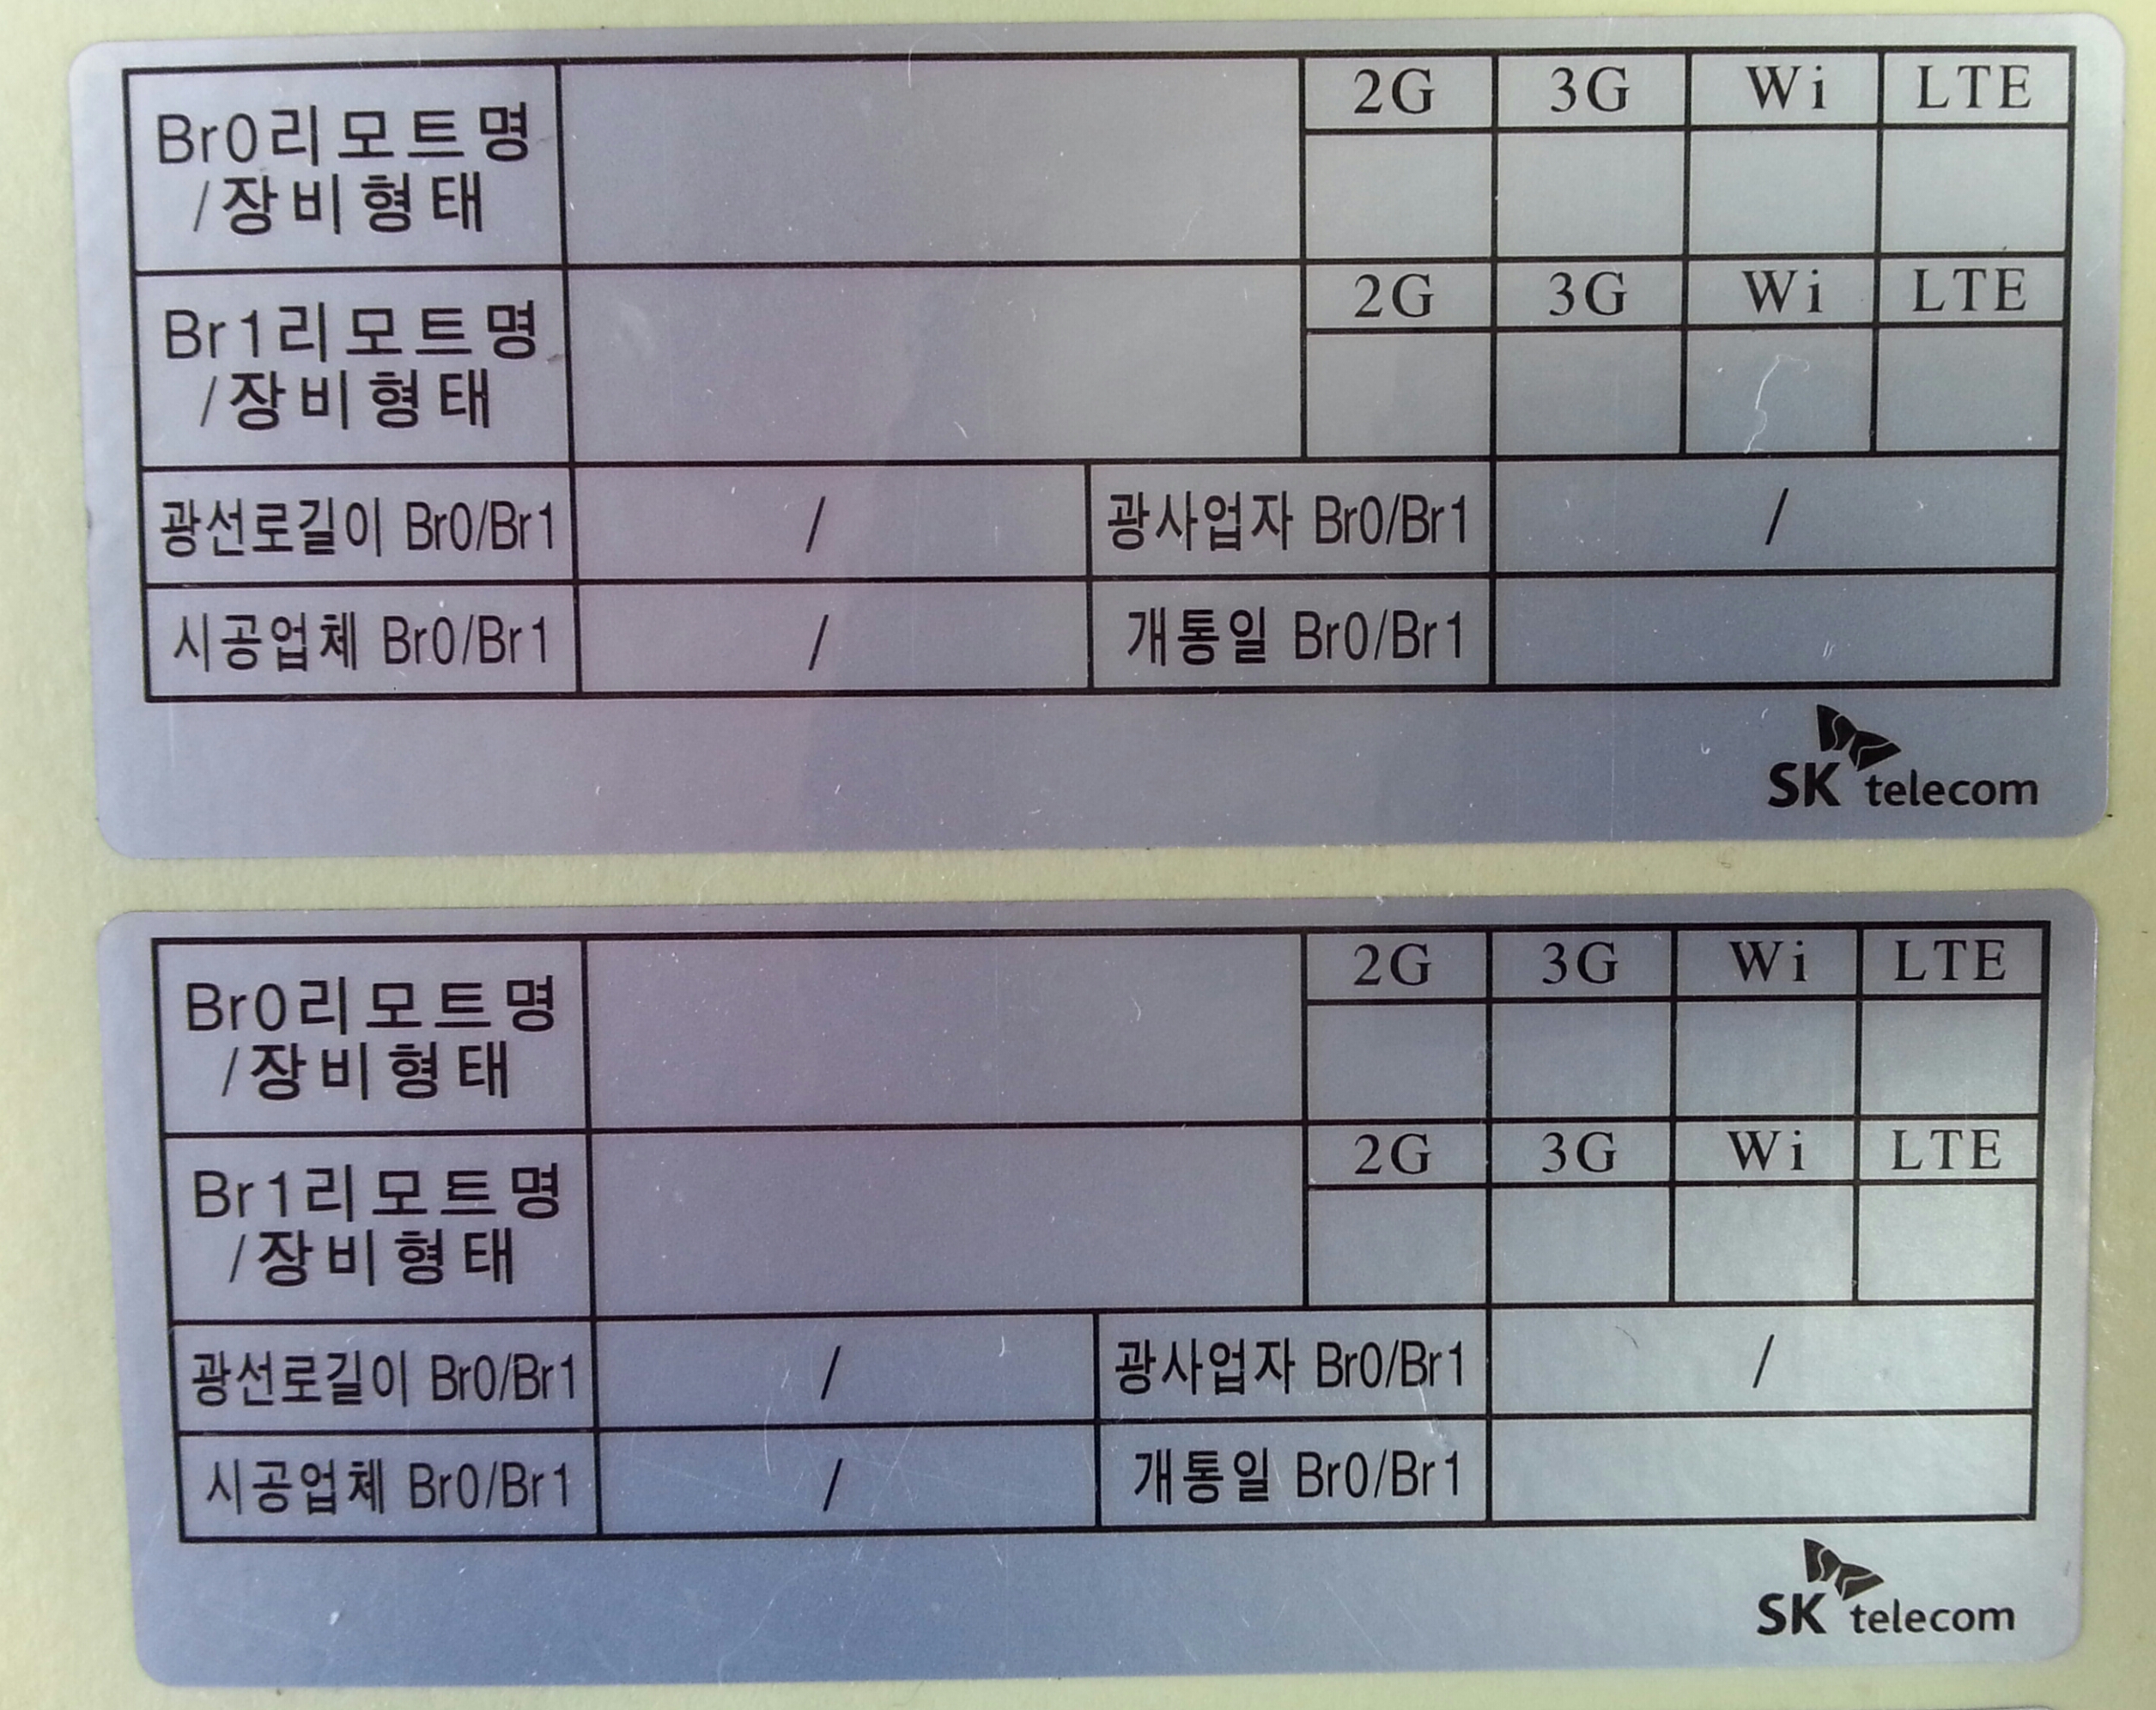 Br0리모트명
/장비형태
2G 3G Wi LTE
Br1리모트명
/장비형태
2G 3G Wi LTE
광선로길이 Br0/Br1 / 광사업자 Br0/Br1 /
시공업체 Br0/Br1 / 개통일 Br0/Br1
SK telecom
Br0리모트명
/장비형태
2G 3G Wi LTE
Br1리모트명
/장비형태
2G 3G Wi LTE
광선로길이 Br0/Br1 / 광사업자 Br0/Br1 /
시공업체 Br0/Br1 / 개통일 Br0/Br1
SK telecom